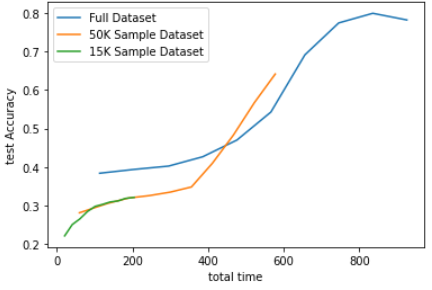 Full Dataset
50K Sample Dataset
15K Sample Dataset
0.8
0.7
0.6
0.5
0.4
0.3
0.2
test Accuracy
0 200 400 600 800
total time